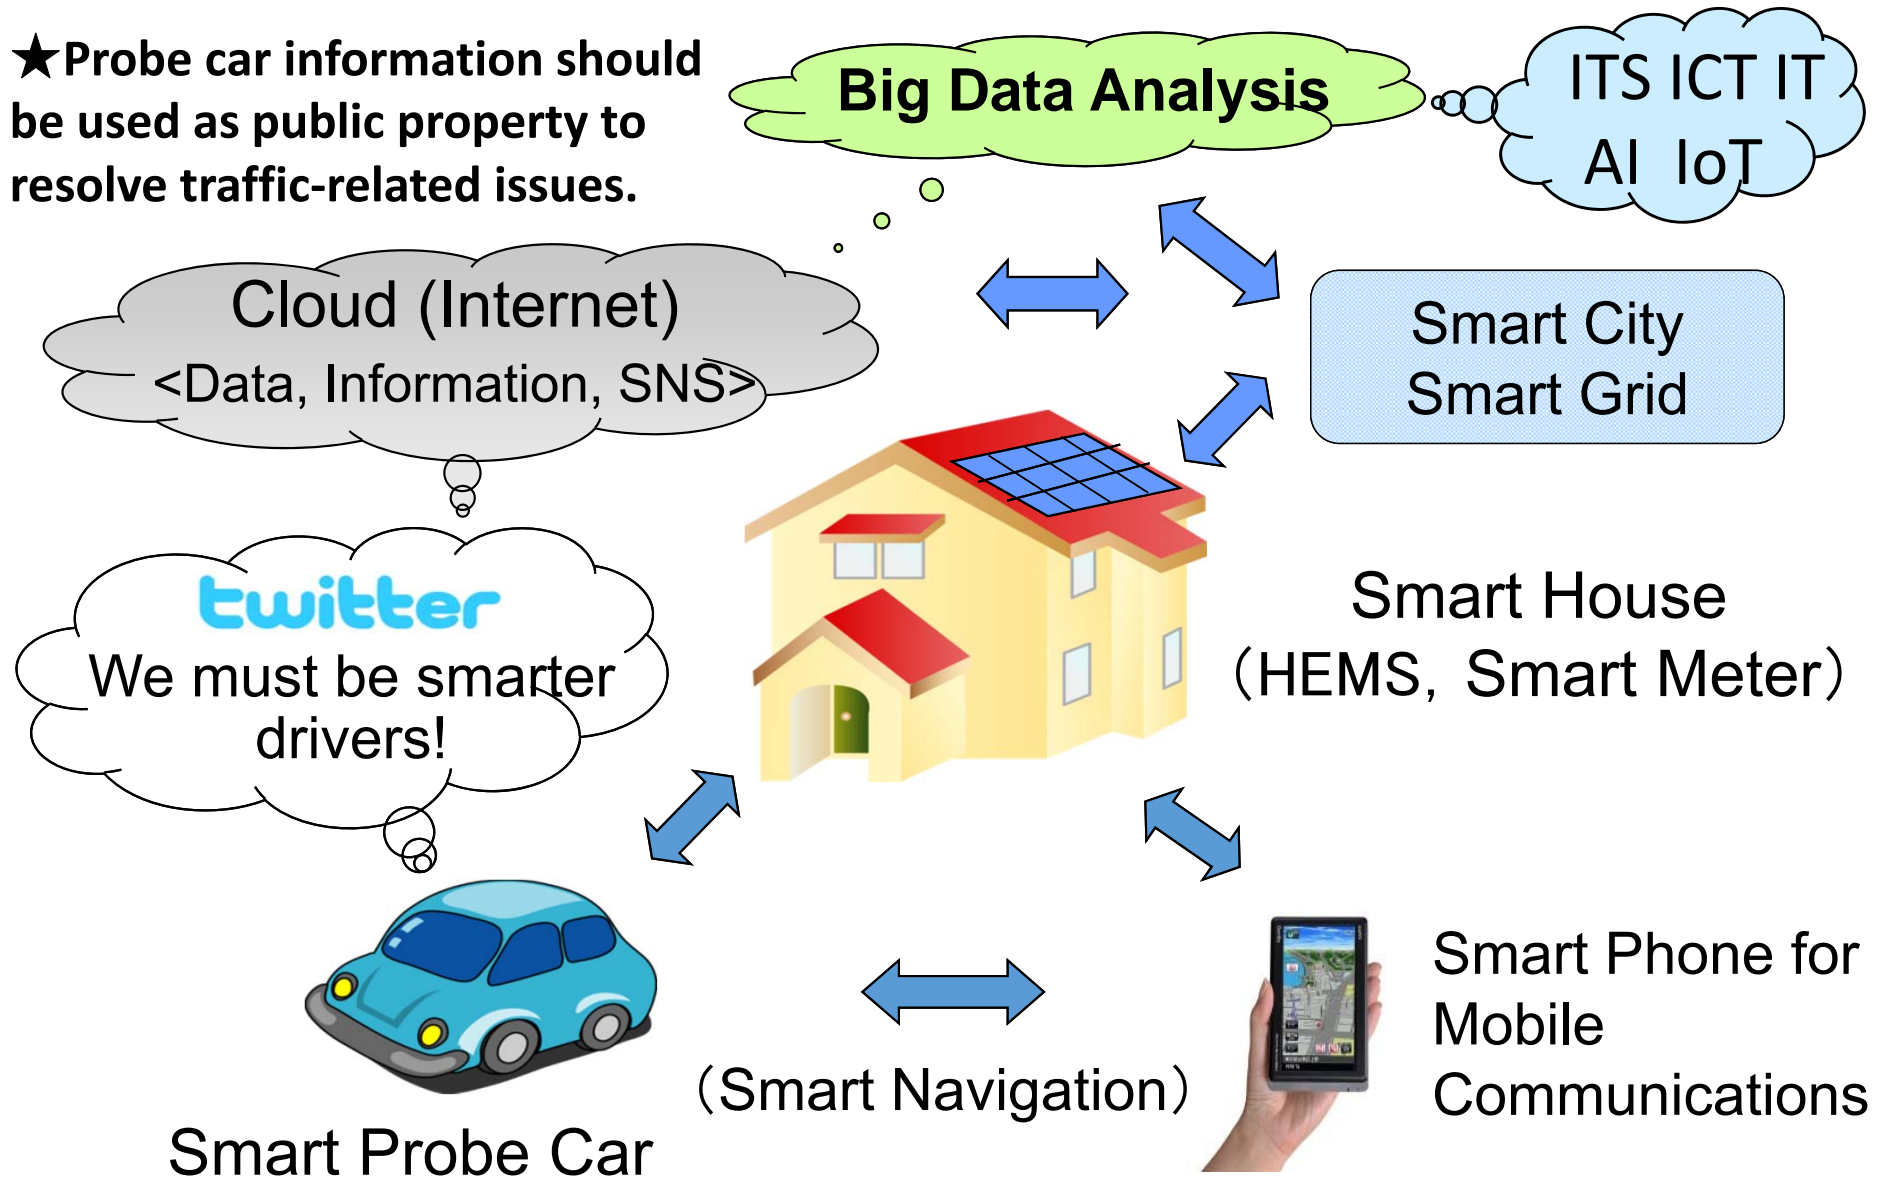 ★Probe car information should
be used as public property to
resolve traffic-related issues.
Big Data Analysis
ITS ICT IT
AI IoT
Cloud (Internet)
<Data, Information, SNS>
Smart City
Smart Grid
twitter
We must be smarter
drivers!
Smart House
（HEMS，Smart Meter）
Smart Phone for
Mobile
Communications
（Smart Navigation）
Smart Probe Car